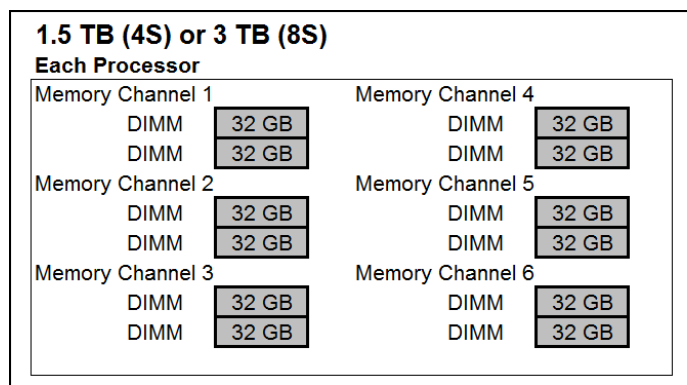 1.5 TB (4S) or 3 TB (8S)
Each Processor
Memory Channel 1
DIMM 32 GB
DIMM 32 GB
Memory Channel 2
DIMM 32 GB
DIMM 32 GB
Memory Channel 3
DIMM 32 GB
DIMM 32 GB
Memory Channel 4
DIMM 32 GB
DIMM 32 GB
Memory Channel 5
DIMM 32 GB
DIMM 32 GB
Memory Channel 6
DIMM 32 GB
DIMM 32 GB